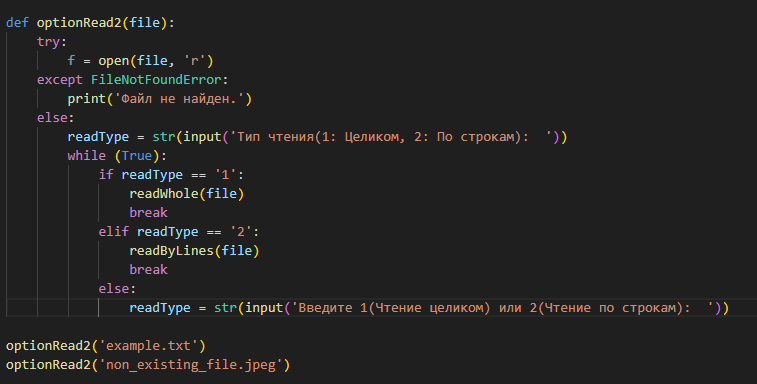 def optionRead2(file):
    try:
        f = open(file, 'r')
    except FileNotFoundError:
        print('Файл не найден.')
    else:
        readType = str(input('Тип чтения(1: Целиком, 2: По строкам):  '))
        while (True):
            if readType == '1':
                readWhole(file)
                break
            elif readType == '2':
                readByLines(file)
                break
            else:
                readType = str(input('Введите 1(Чтение целиком) или 2(Чтение по строкам):  '))

optionRead2('example.txt')
optionRead2('non_existing_file.jpeg')